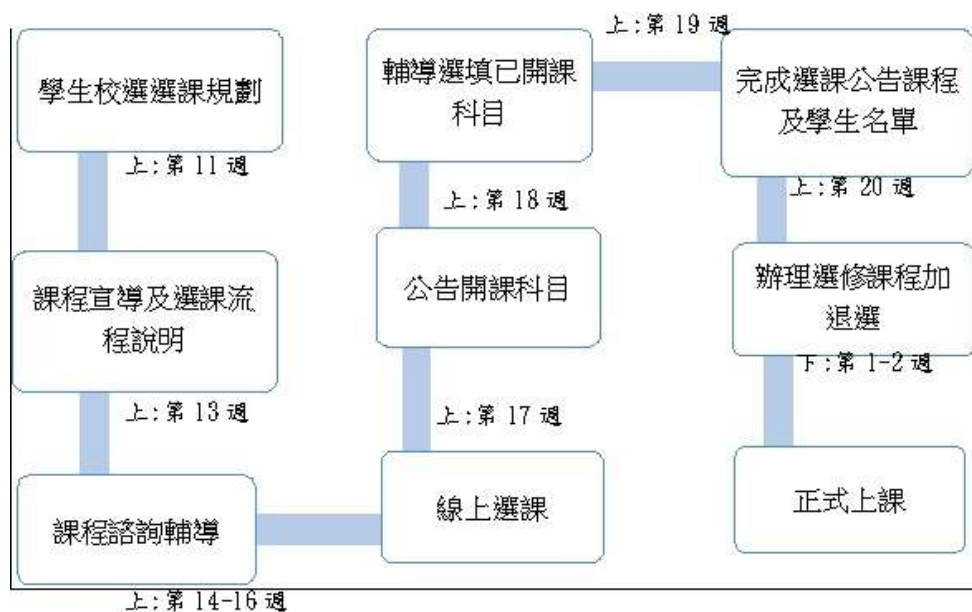 學生校選選課規劃
上:第 11 週
課程宣導及選課流
程說明
上:第 13 週
課程諮詢輔導
上:第 14-16 週
線上選課
上:第 17 週
公告開課科目
上:第 18 週
輔導選填已開課
科目
上:第 19 週
完成選課公告課程
及學生名單
上:第 20 週
辦理選修課程加
退選
下:第 1-2 週
正式上課